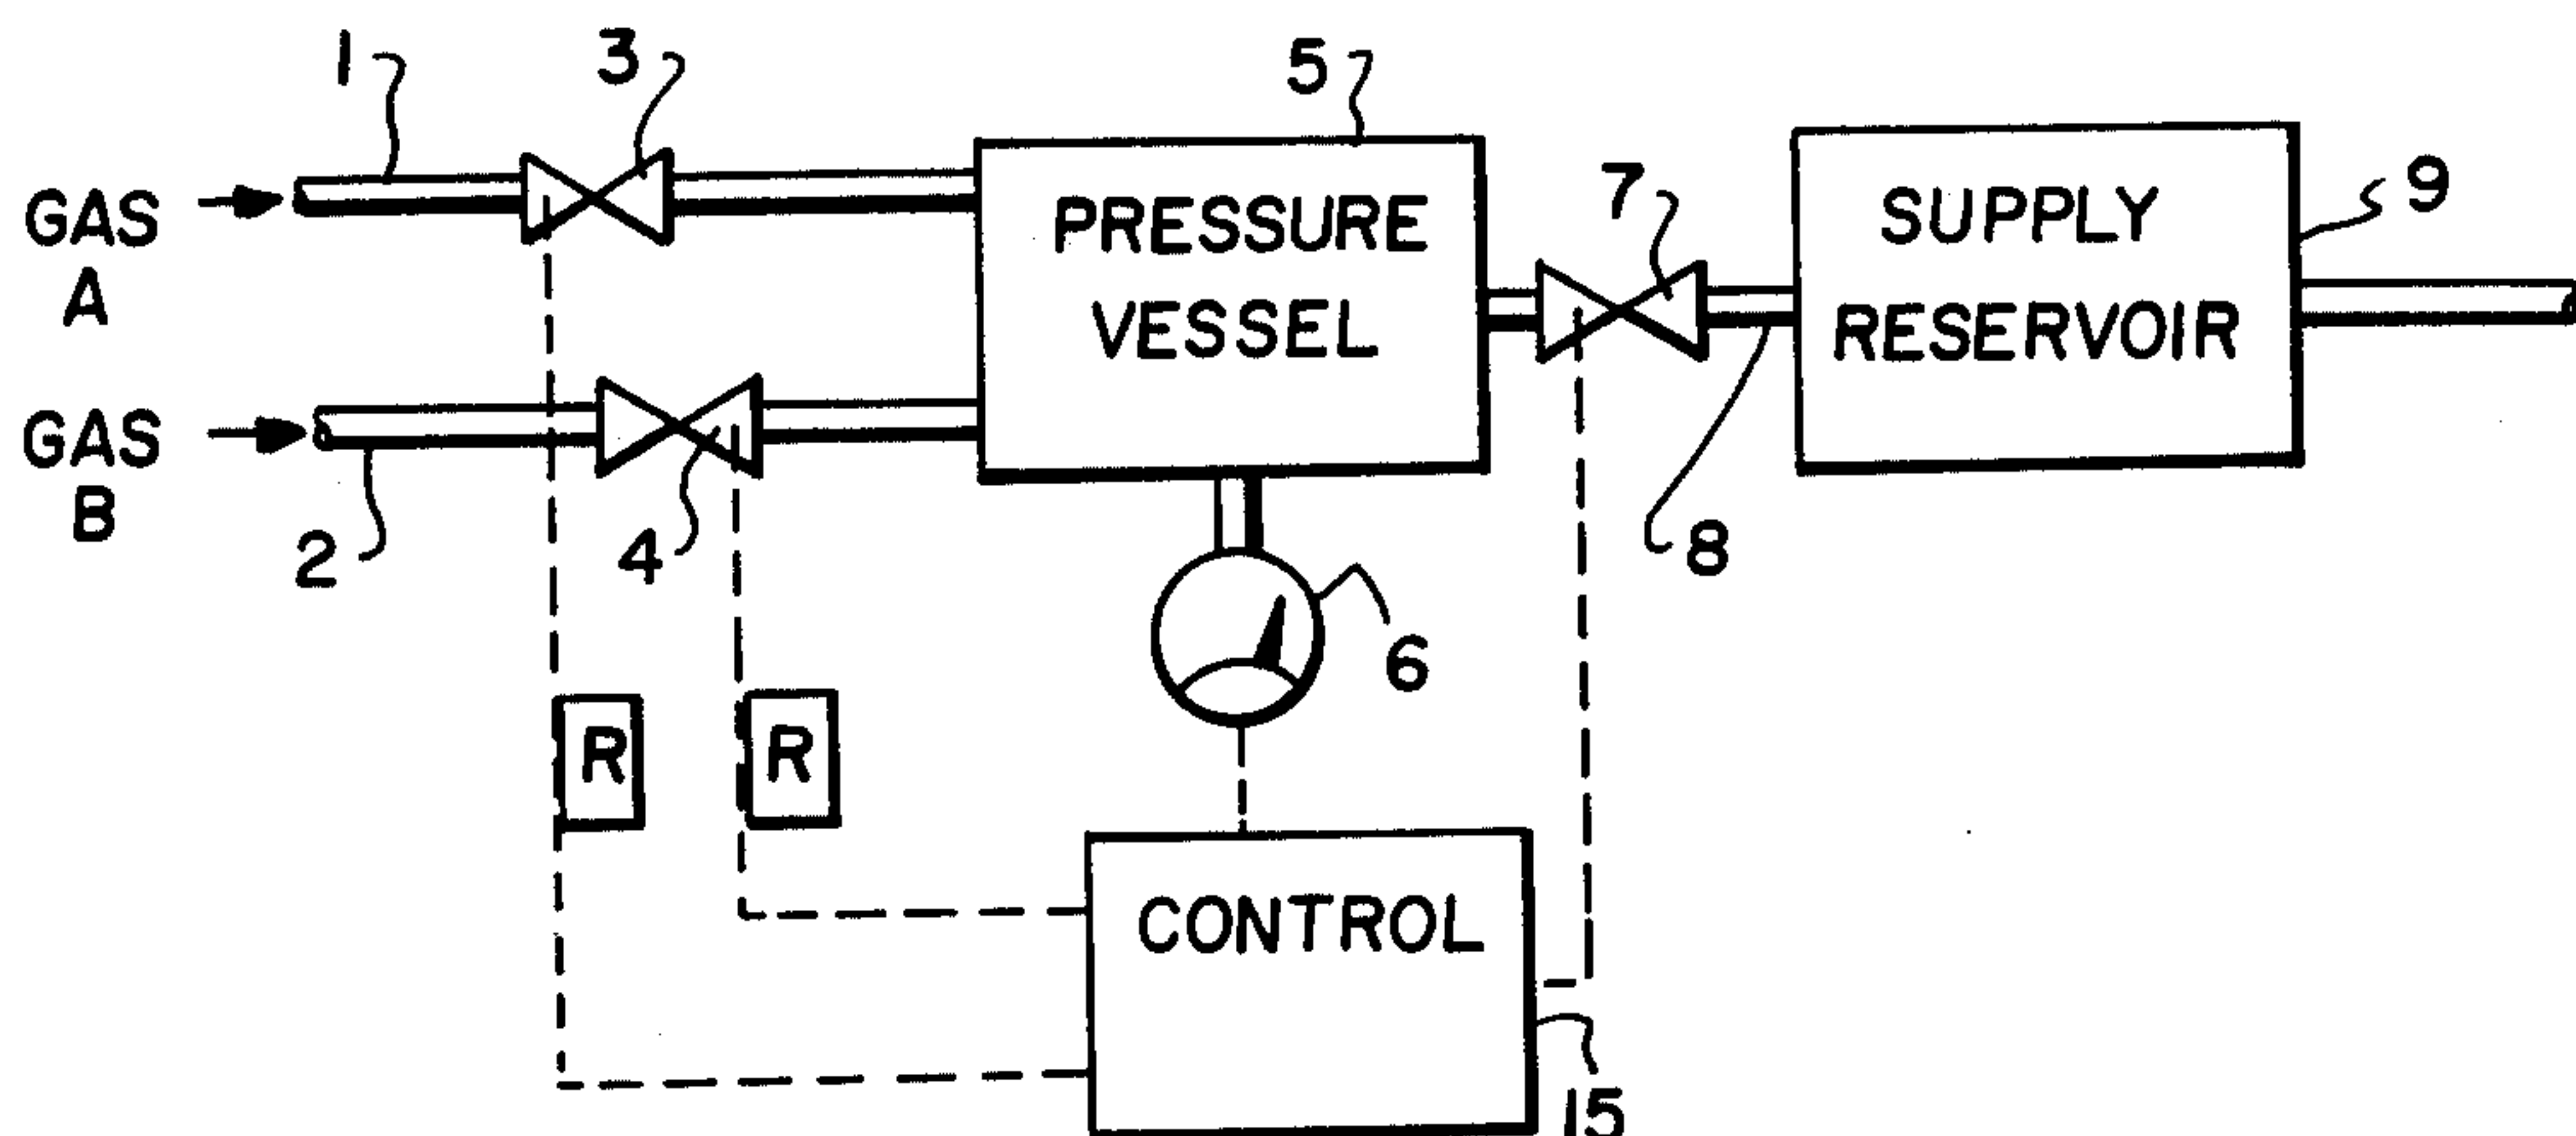 1
3
5
GAS
A
PRESSURE
VESSEL
7
SUPPLY
RESERVOIR
9
GAS
B
2
4
8
6
R
R
CONTROL
15